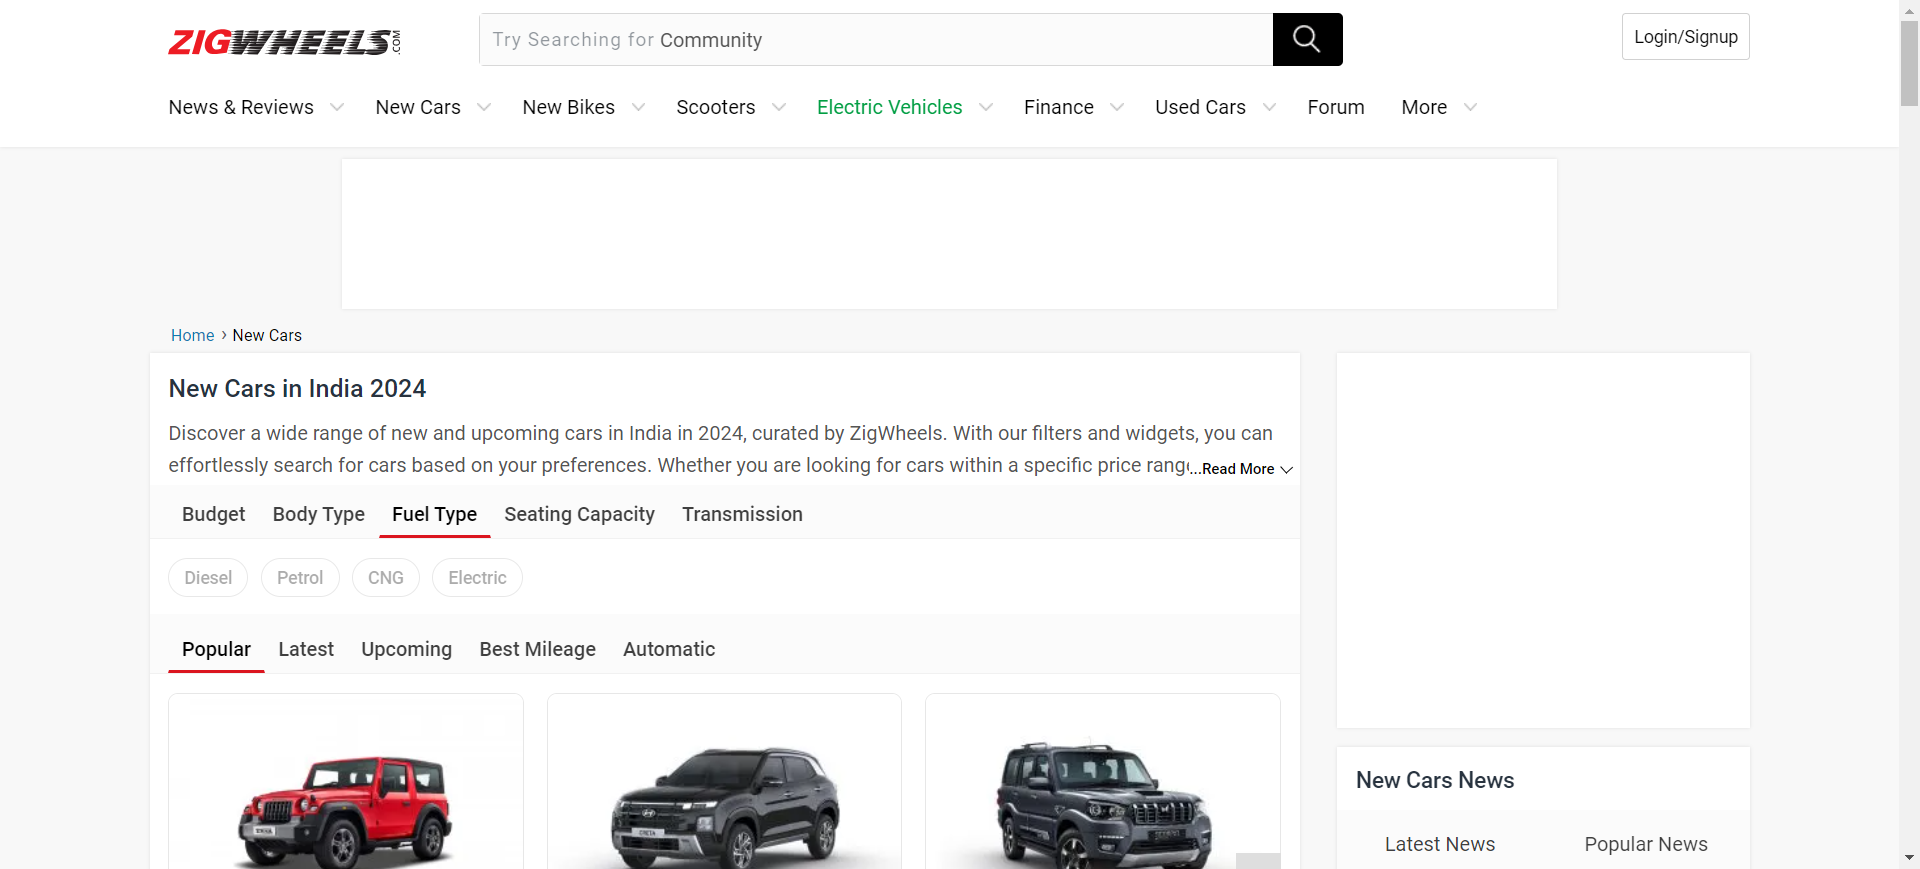 ZIGWHEELS.COM
Try Searching for Community
Login/Signup
News & Reviews
New Cars
New Bikes
Scooters
Electric Vehicles
Finance
Used Cars
Forum
More
Home › New Cars
New Cars in India 2024
Discover a wide range of new and upcoming cars in India in 2024, curated by ZigWheels. With our filters and widgets, you can
effortlessly search for cars based on your preferences. Whether you are looking for cars within a specific price range ...Read More
Budget
Body Type
Fuel Type
Seating Capacity
Transmission
Diesel
Petrol
CNG
Electric
Popular
Latest
Upcoming
Best Mileage
Automatic
CRETA
New Cars News
Latest News
Popular News